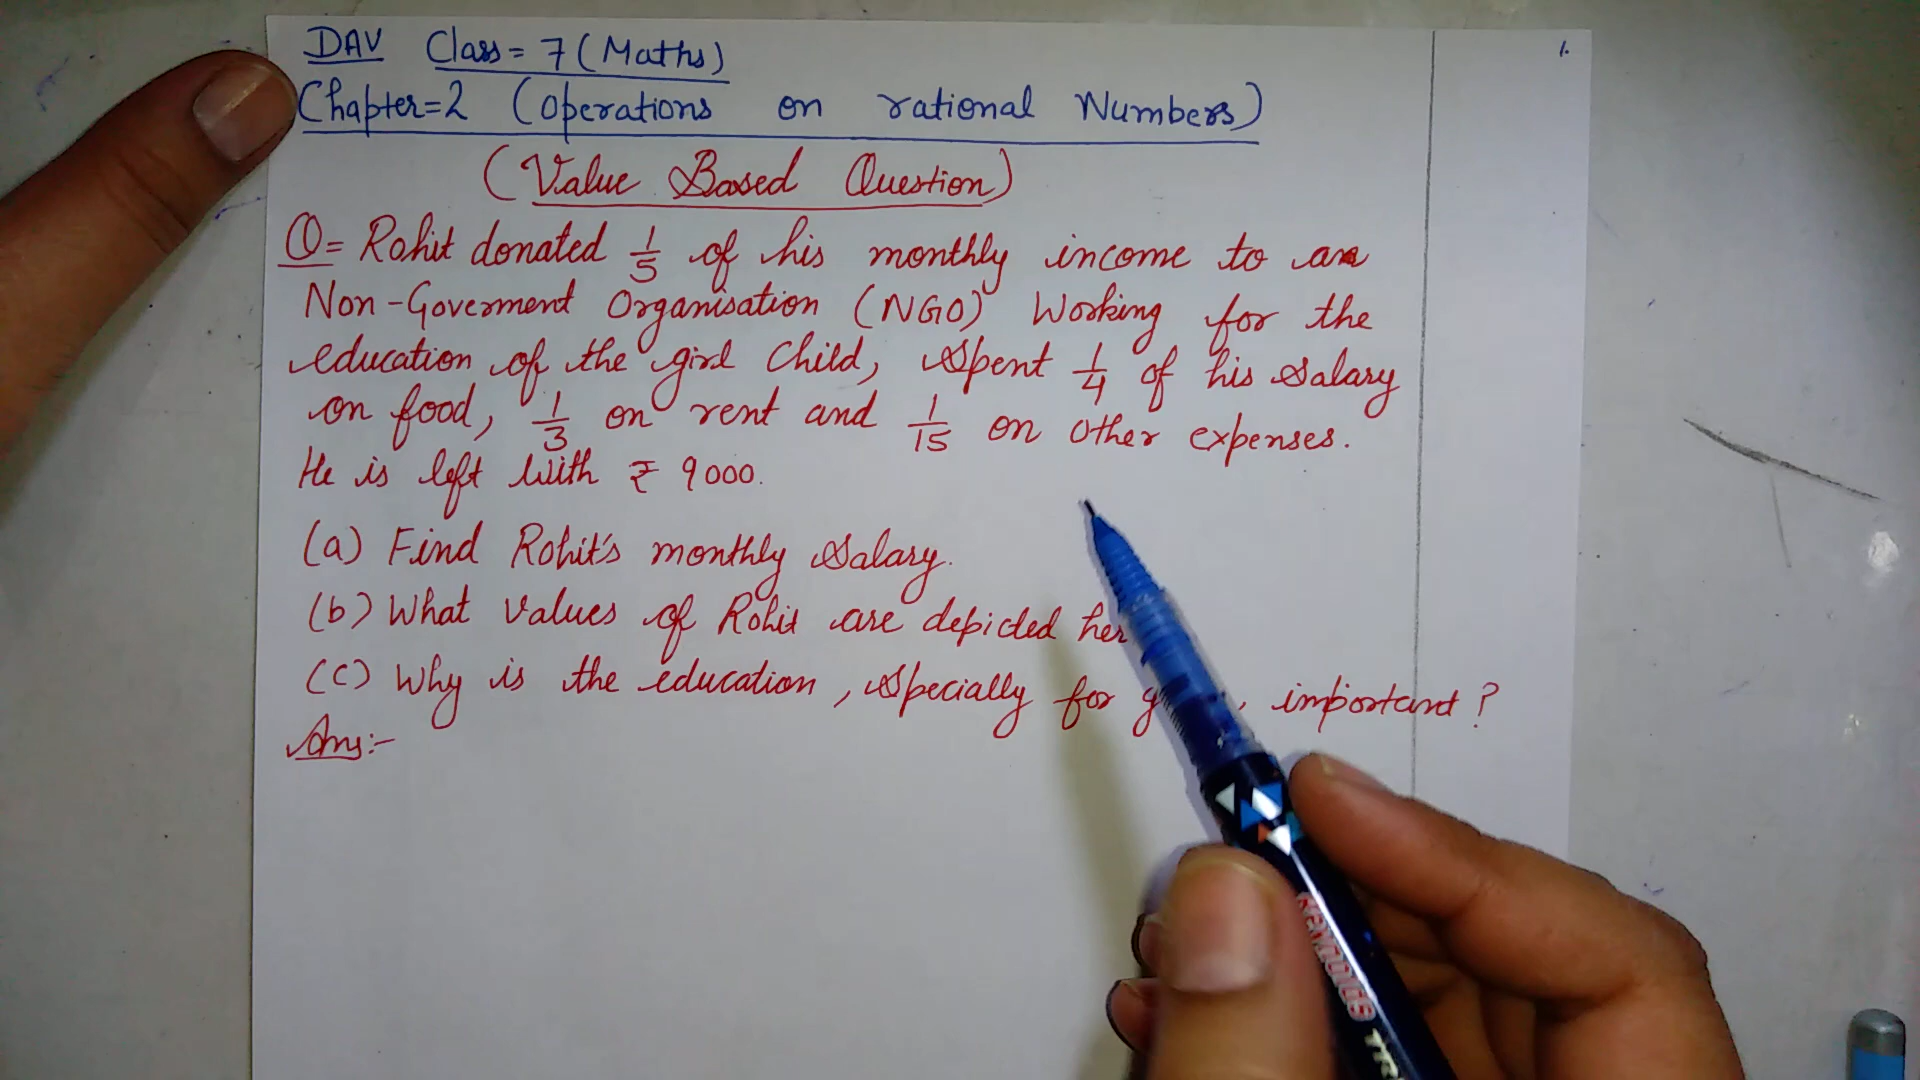 DAV Class = 7 (Maths)
1.
Chapter=2 (Operations on rational Numbers)
(Value Based Question)
Q= Rohit donated 1/5 of his monthly income to an
Non-Goverment Organisation (NGO) Working for the
education of the girl child, Spent 1/4 of his Salary
on food, 1/3 on rent and 1/15 on other expenses.
He is left with ₹ 9000.
(a) Find Rohit's monthly Salary.
(b) What values of Rohit are depicted her
(c) Why is the education, Specially for g , important?
Ans:-